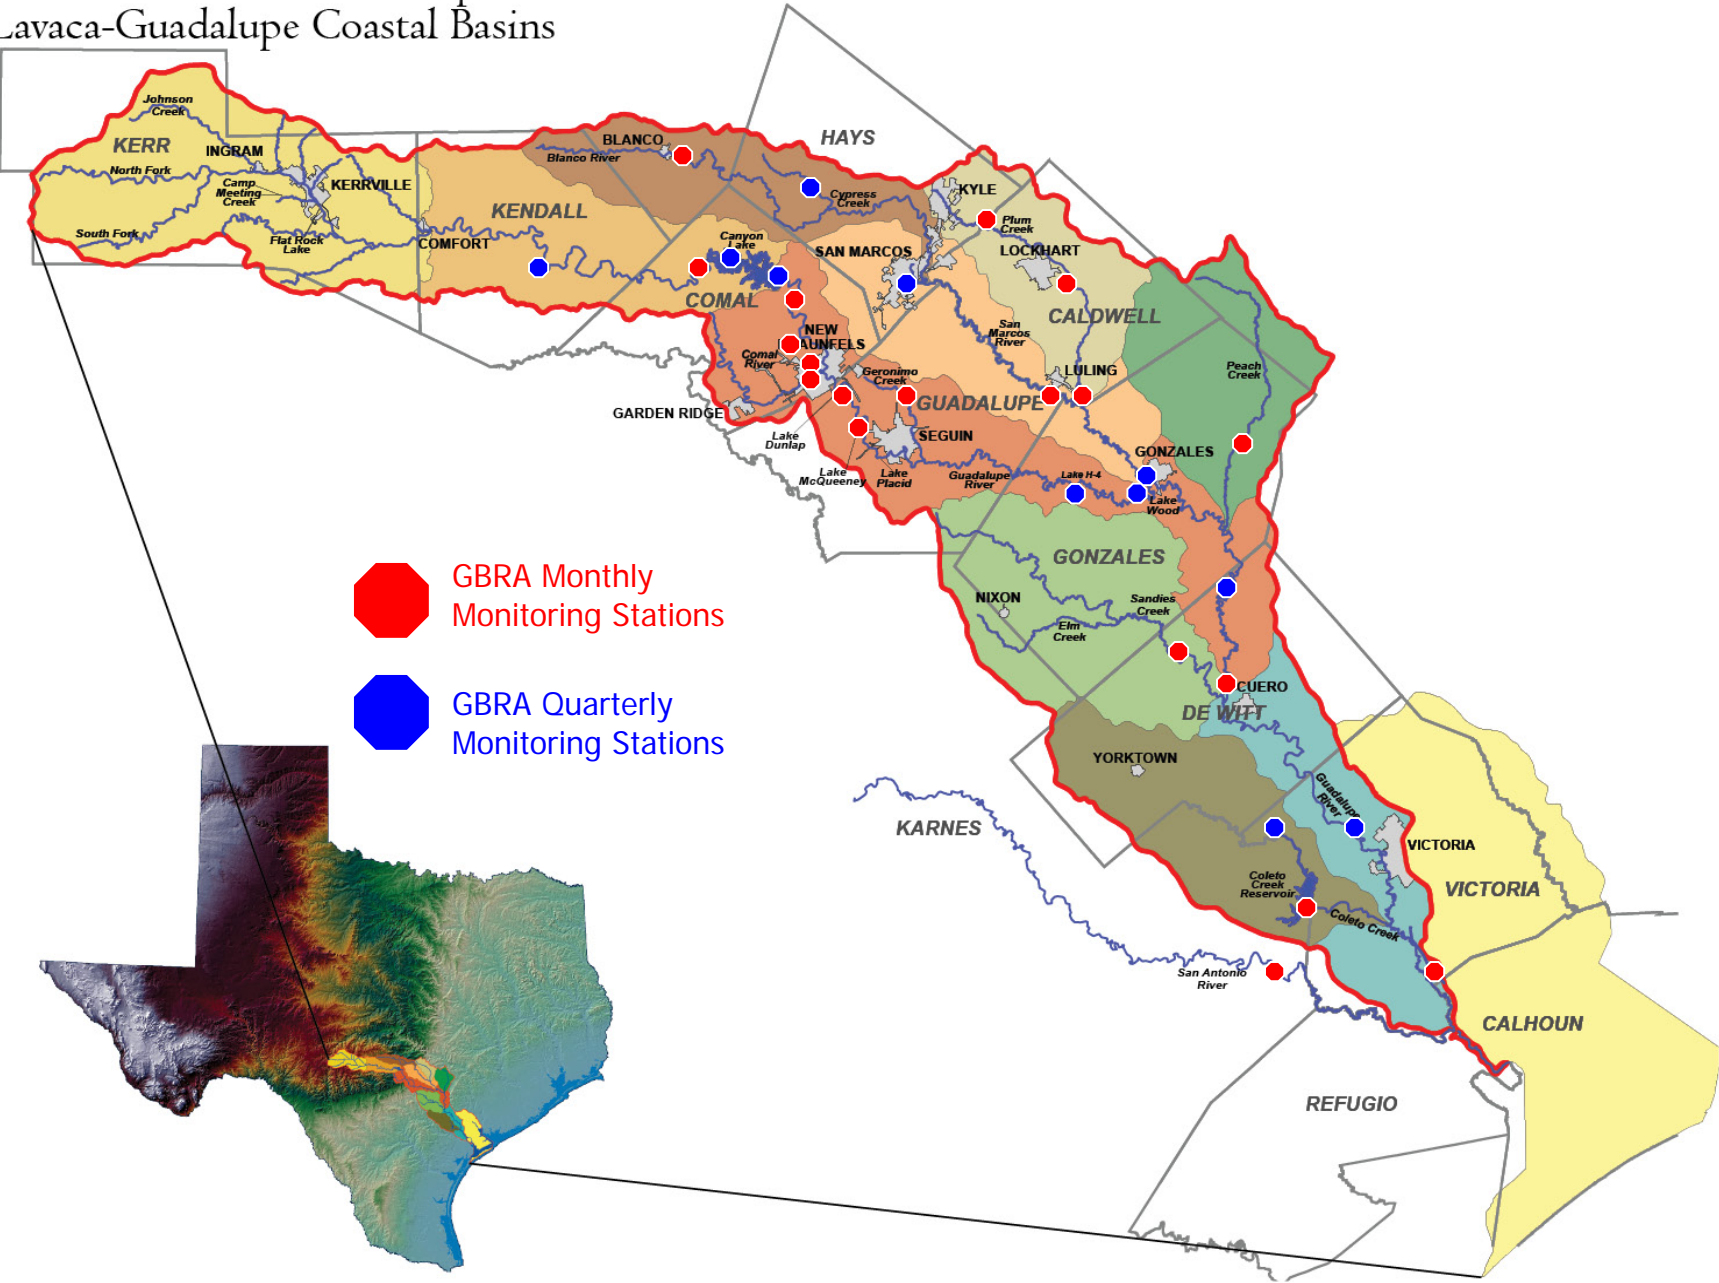 Lavaca-Guadalupe Coastal Basins
Johnson
Creek
KERR
INGRAM
North Fork
Camp
Meeting
Creek
KERRVILLE
South Fork
Flat Rock
Lake
COMFORT
KENDALL
BLANCO
Blanco River
HAYS
Cypress
Creek
KYLE
Plum
Creek
Canyon
Lake
SAN MARCOS
LOCKHART
COMAL
CALDWELL
San
Marcos
River
NEW
AUNFELS
Comal
River
Geronimo
Creek
LULING
Peach
Creek
GUADALUPE
GARDEN RIDGE
Lake
Dunlap
SEGUIN
GONZALES
Lake
McQueeney
Lake
Placid
Guadalupe
River
Lake H-4
Lake
Wood
GBRA Monthly
Monitoring Stations
GONZALES
NIXON
Sandies
Creek
Elm
Creek
GBRA Quarterly
Monitoring Stations
CUERO
DE WITT
YORKTOWN
Guadalupe
River
KARNES
VICTORIA
Coleto
Creek
Reservoir
VICTORIA
Coleto Creek
San Antonio
River
CALHOUN
REFUGIO